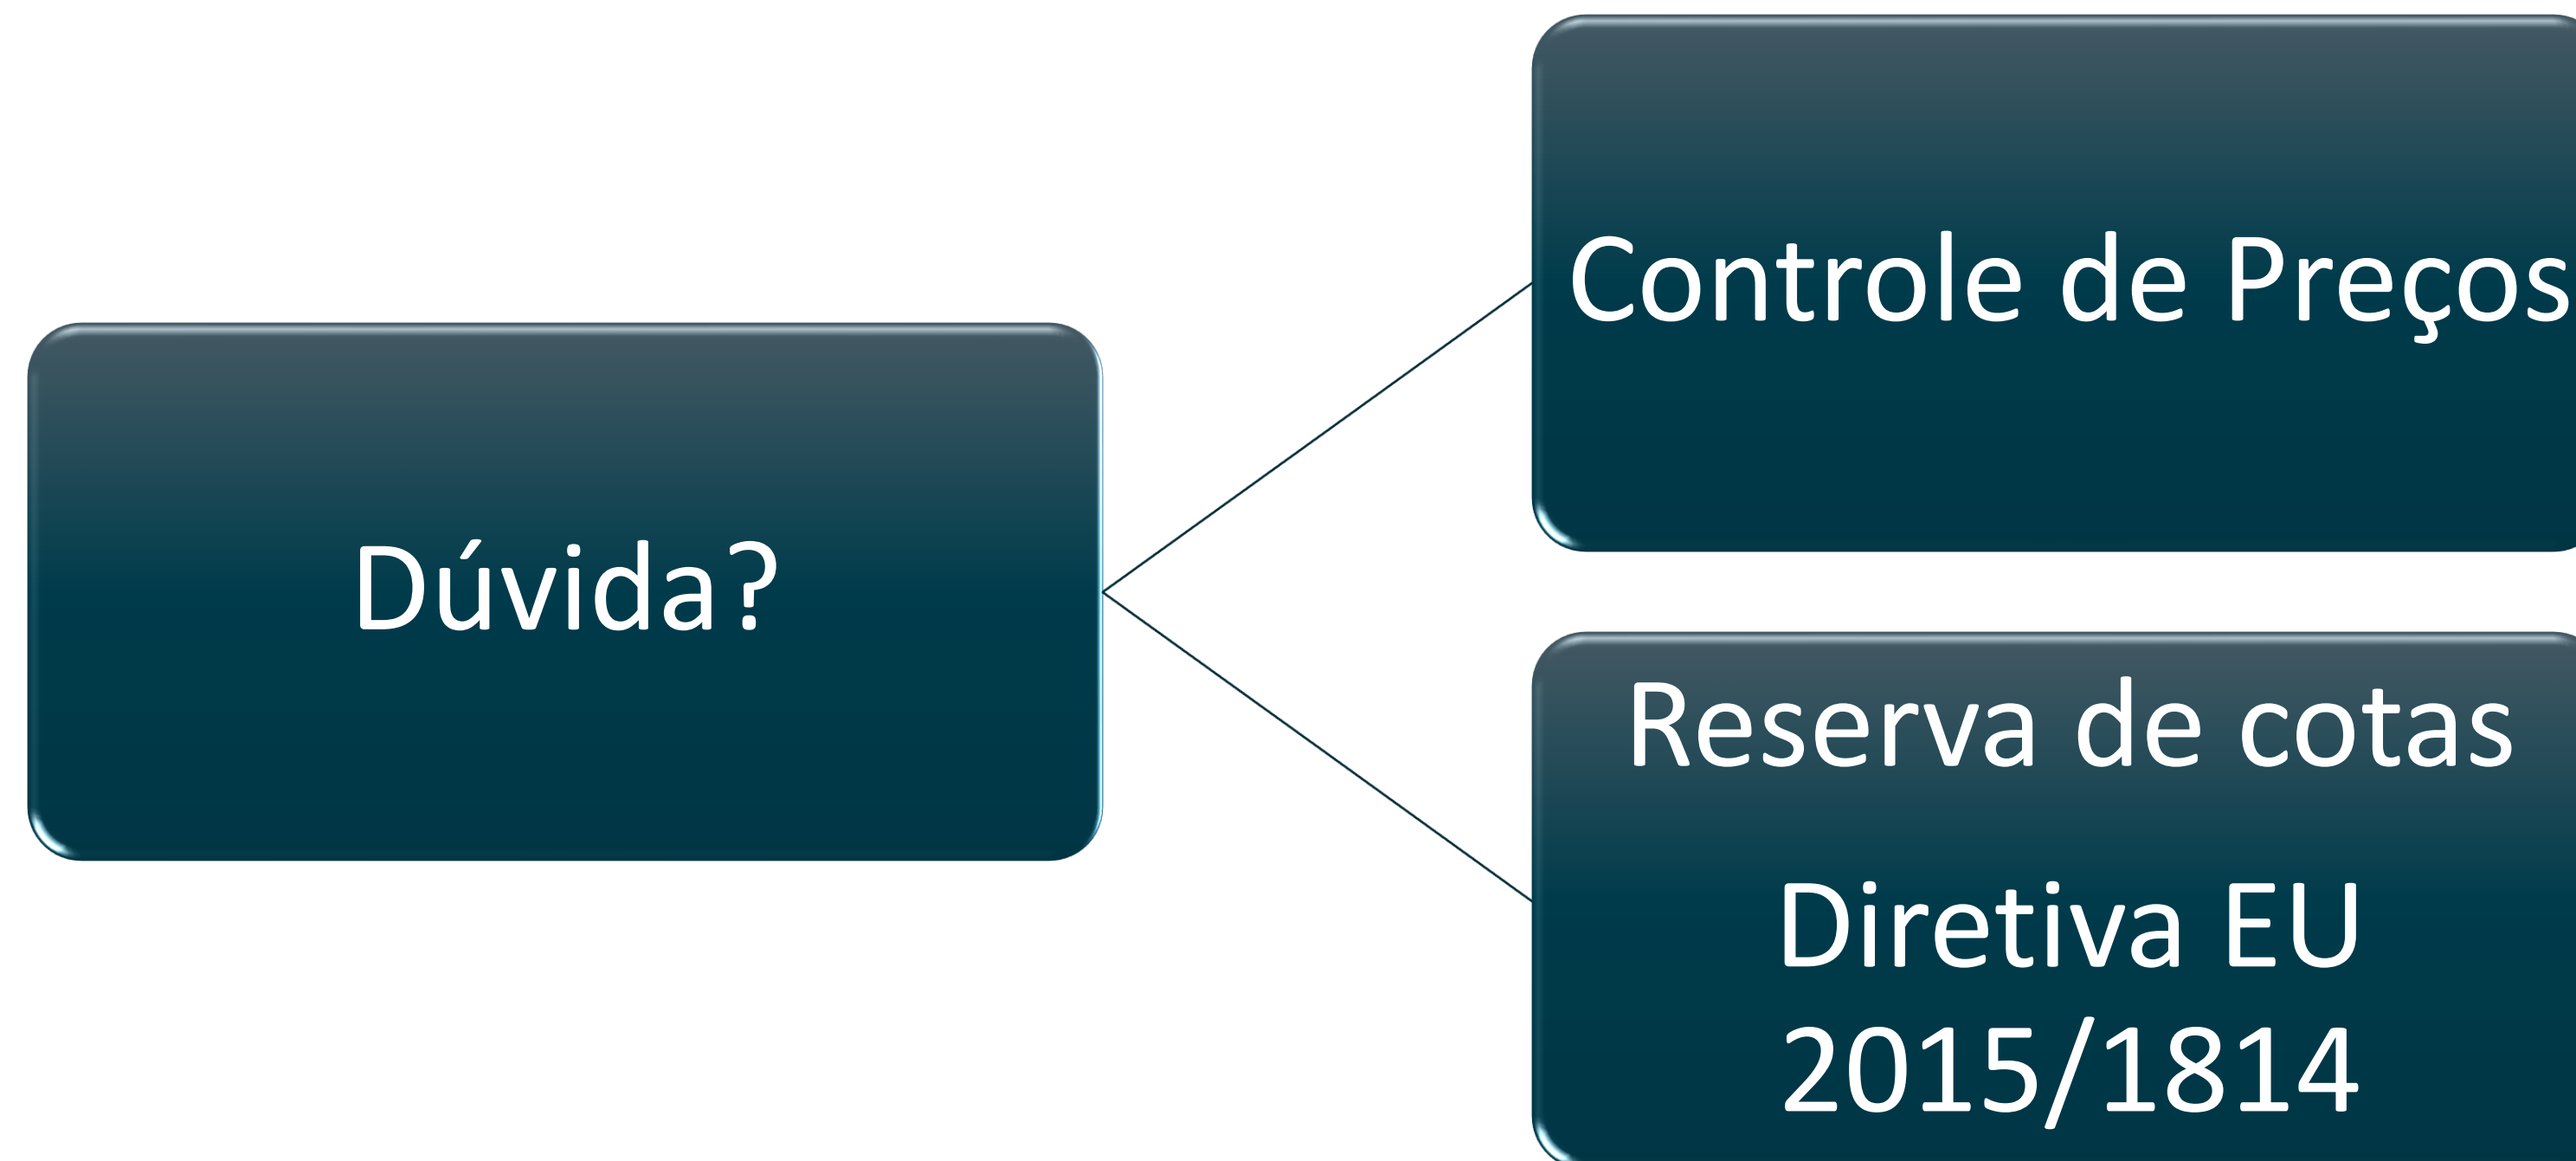 Dúvida?
Controle de Preços
Reserva de cotas
Diretiva EU
2015/1814